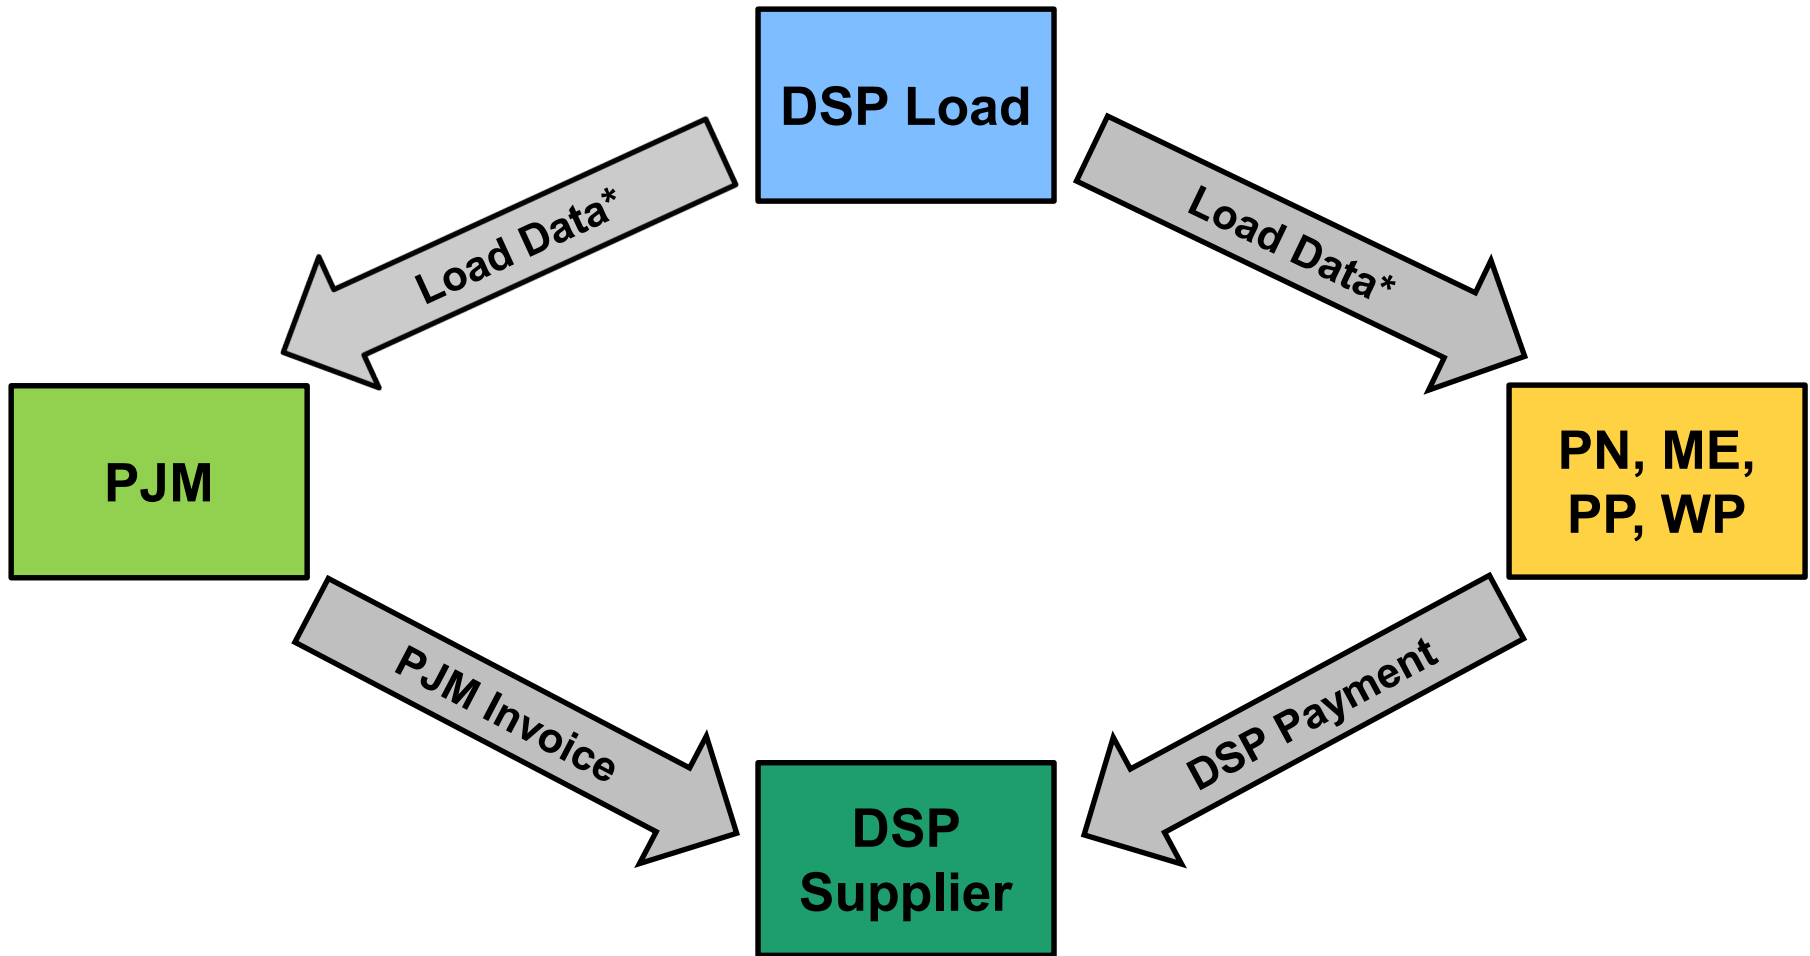 DSP Load
Load Data*
Load Data*
PJM
PN, ME,
PP, WP
PJM Invoice
DSP Payment
DSP
Supplier